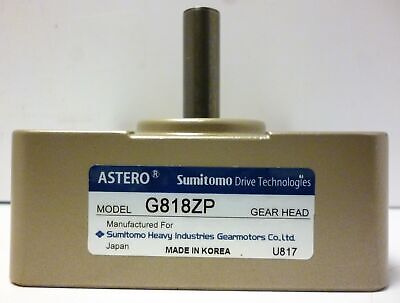 ASTERO® Sumitomo Drive Technologies
MODEL G818ZP GEAR HEAD
Manufactured For
Sumitomo Heavy Industries Gearmotors Co., Ltd.
Japan MADE IN KOREA U817